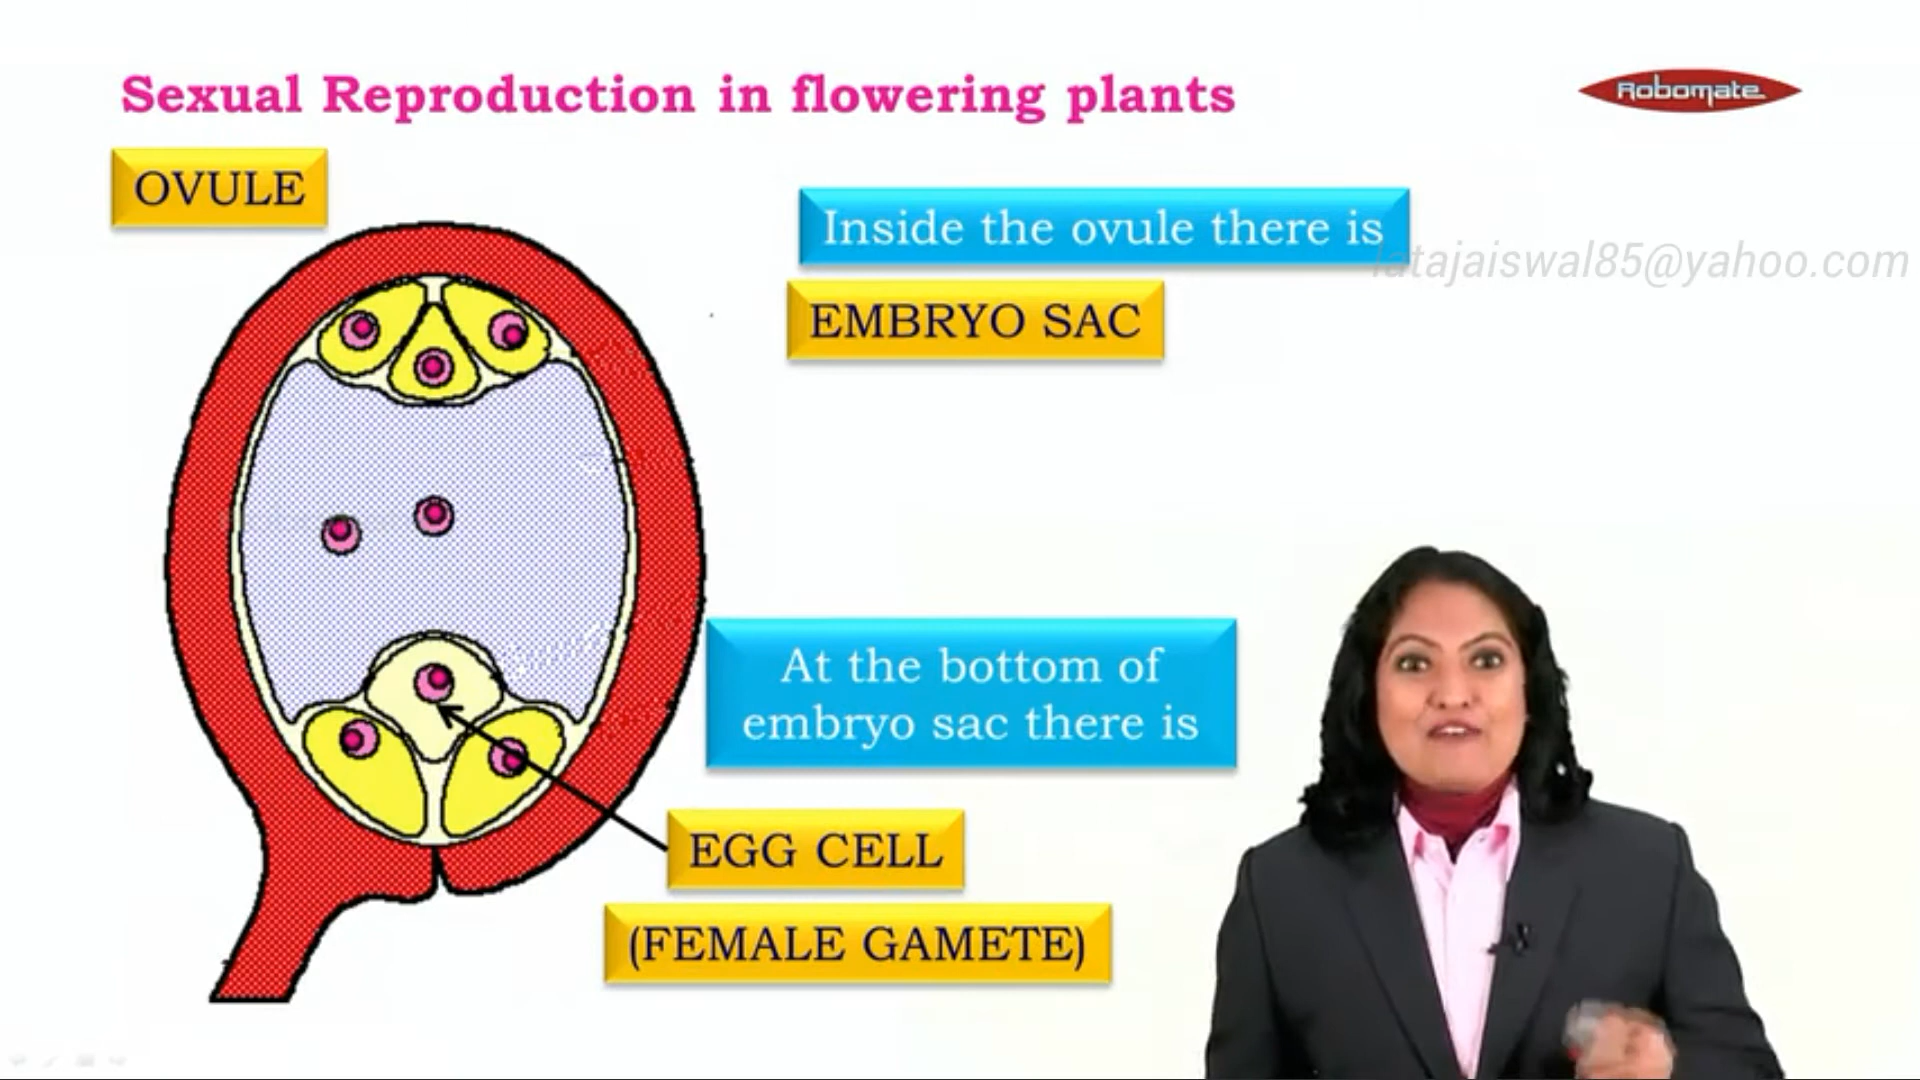 Sexual Reproduction in flowering plants
Robomate
OVULE
Inside the ovule there is
latajaiswal85@yahoo.com
EMBRYO SAC
At the bottom of
embryo sac there is
EGG CELL
(FEMALE GAMETE)